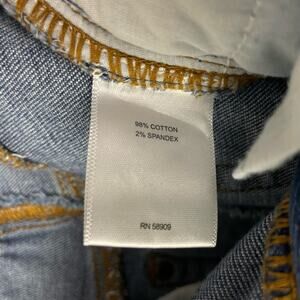 98% COTTON
2% SPANDEX
RN 58909